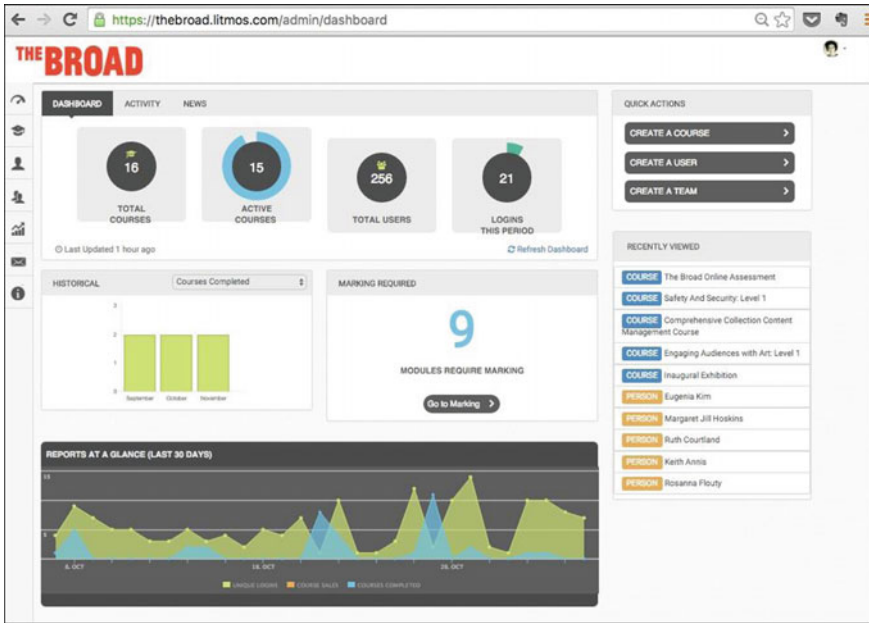 https://thebroad.litmos.com/admin/dashboard
THE BROAD
DASHBOARD ACTIVITY NEWS
16
TOTAL
COURSES
15
ACTIVE
COURSES
256
TOTAL USERS
21
LOGINS
THIS PERIOD
Last Updated 1 hour ago
Refresh Dashboard
HISTORICAL
Courses Completed
3
2
1
0
September October November
MARKING REQUIRED
9
MODULES REQUIRE MARKING
Go to Marking
REPORTS AT A GLANCE (LAST 30 DAYS)
15
5
6. OCT 16. OCT 26. OCT
UNIQUE LOGINS COURSE SALES COURSES COMPLETED
QUICK ACTIONS
CREATE A COURSE
CREATE A USER
CREATE A TEAM
RECENTLY VIEWED
COURSE The Broad Online Assessment
COURSE Safety And Security: Level 1
COURSE Comprehensive Collection Content
Management Course
COURSE Engaging Audiences with Art: Level 1
COURSE Inaugural Exhibition
PERSON Eugenia Kim
PERSON Margaret Jill Hoskins
PERSON Ruth Courtland
PERSON Keith Annis
PERSON Rosanna Flouty